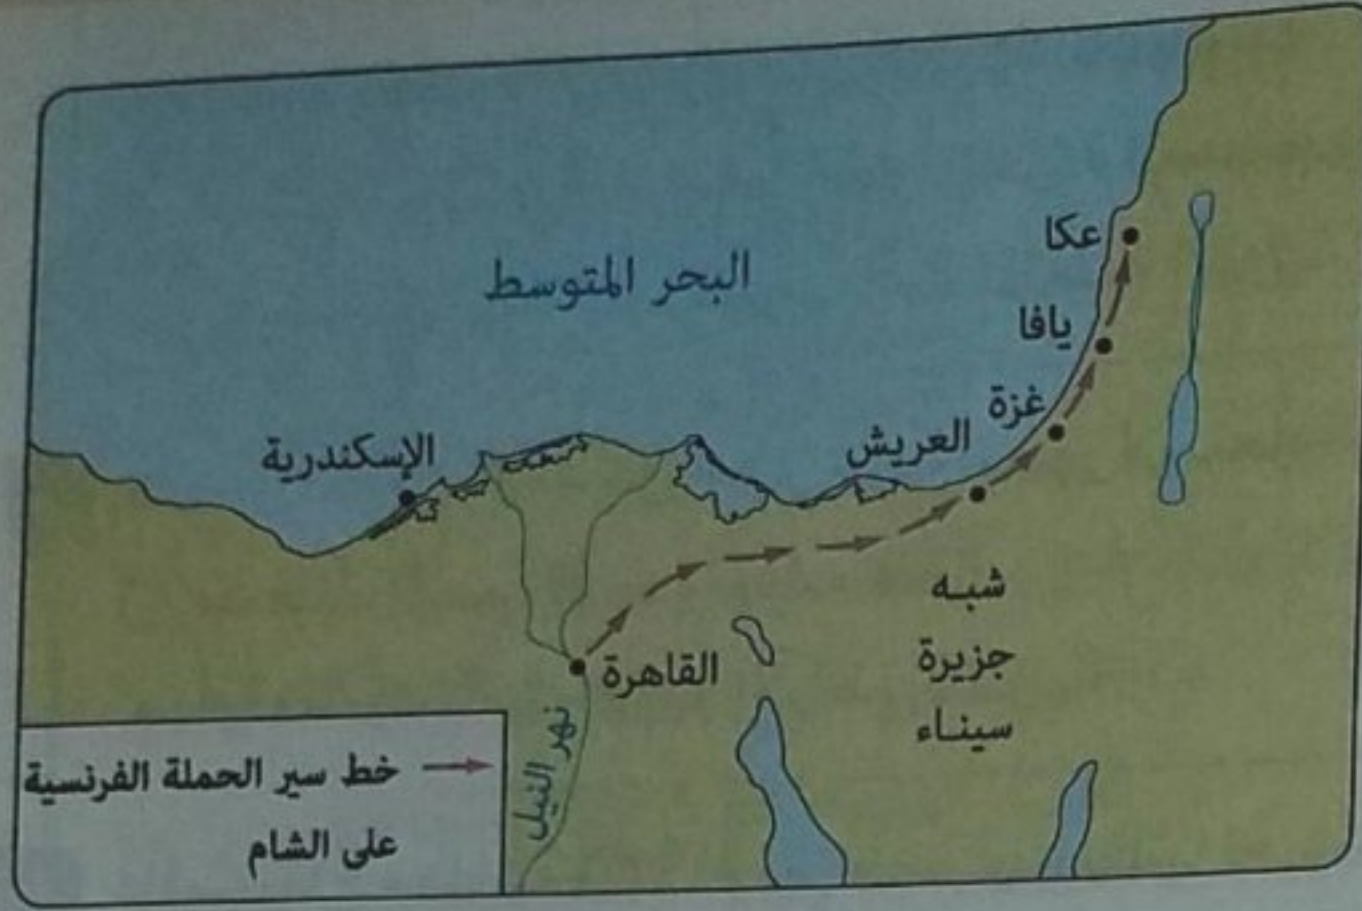 عكا
البحر المتوسط
يافا
غزة
العريش
الإسكندرية
شبه
جزيرة
سيناء
القاهرة
نهر النيل
خط سير الحملة الفرنسية
على الشام